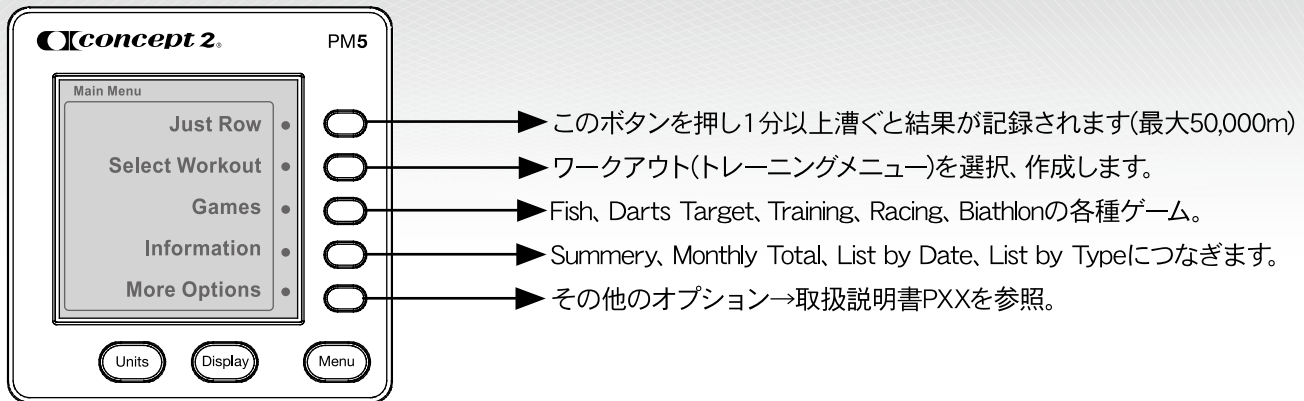 concept 2®
PM5
Main Menu
Just Row
このボタンを押し1分以上漕ぐと結果が記録されます(最大50,000m)
Select Workout
ワークアウト(トレーニングメニュー)を選択、作成します。
Games
Fish、Darts Target、Training、Racing、Biathlonの各種ゲーム。
Information
Summery、Monthly Total、List by Date、List by Typeにつなぎます。
More Options
その他のオプション→取扱説明書PXXを参照。
Units
Display
Menu